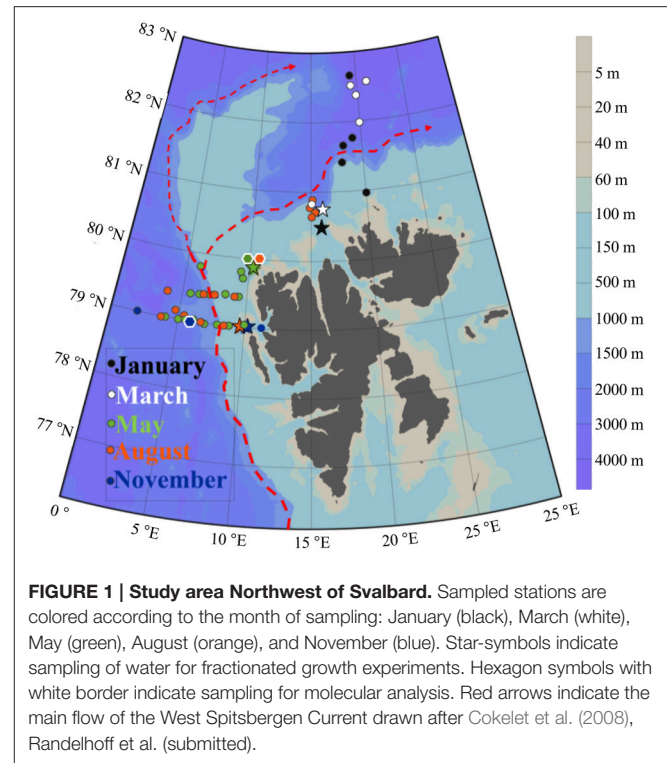 83 °N
82 °N
81 °N
80 °N
79 °N
78 °N
77 °N
0 °
5 °E
10 °E
15 °E
20 °E
25 °E
25 °E
January
March
May
August
November
5 m
20 m
40 m
60 m
100 m
150 m
500 m
1000 m
1500 m
2000 m
3000 m
4000 m
FIGURE 1 | Study area Northwest of Svalbard. Sampled stations are
colored according to the month of sampling: January (black), March (white),
May (green), August (orange), and November (blue). Star-symbols indicate
sampling of water for fractionated growth experiments. Hexagon symbols with
white border indicate sampling for molecular analysis. Red arrows indicate the
main flow of the West Spitsbergen Current drawn after Cokelet et al. (2008),
Randelhoff et al. (submitted).